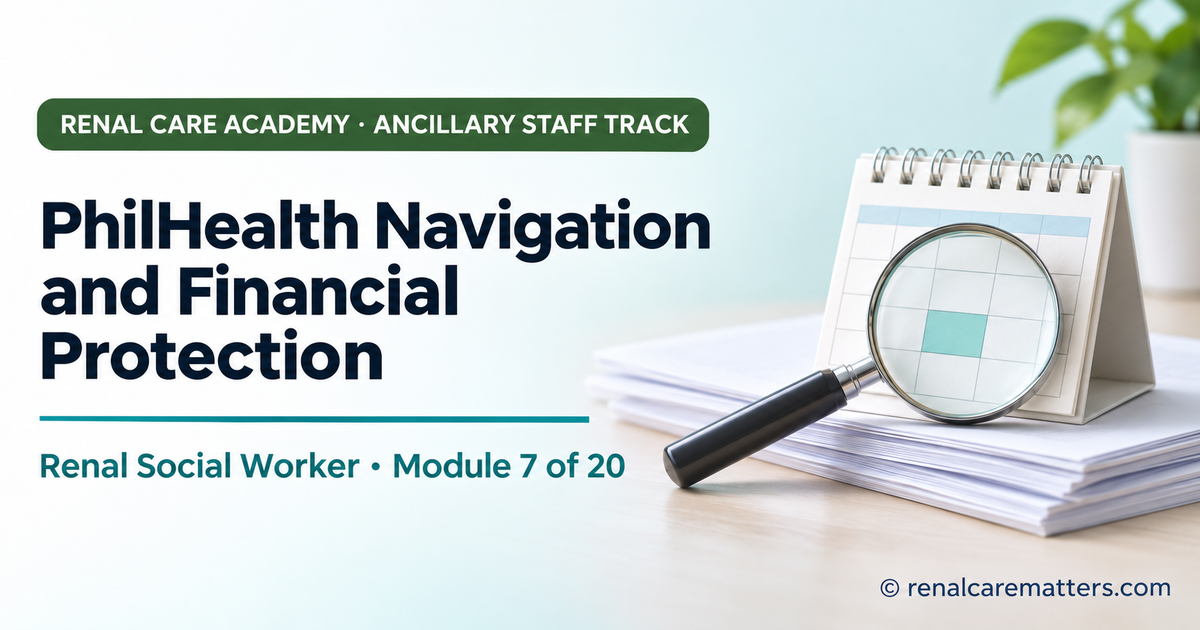 RENAL CARE ACADEMY · ANCILLARY STAFF TRACK
PhilHealth Navigation
and Financial
Protection
Renal Social Worker • Module 7 of 20
© renalcarematters.com